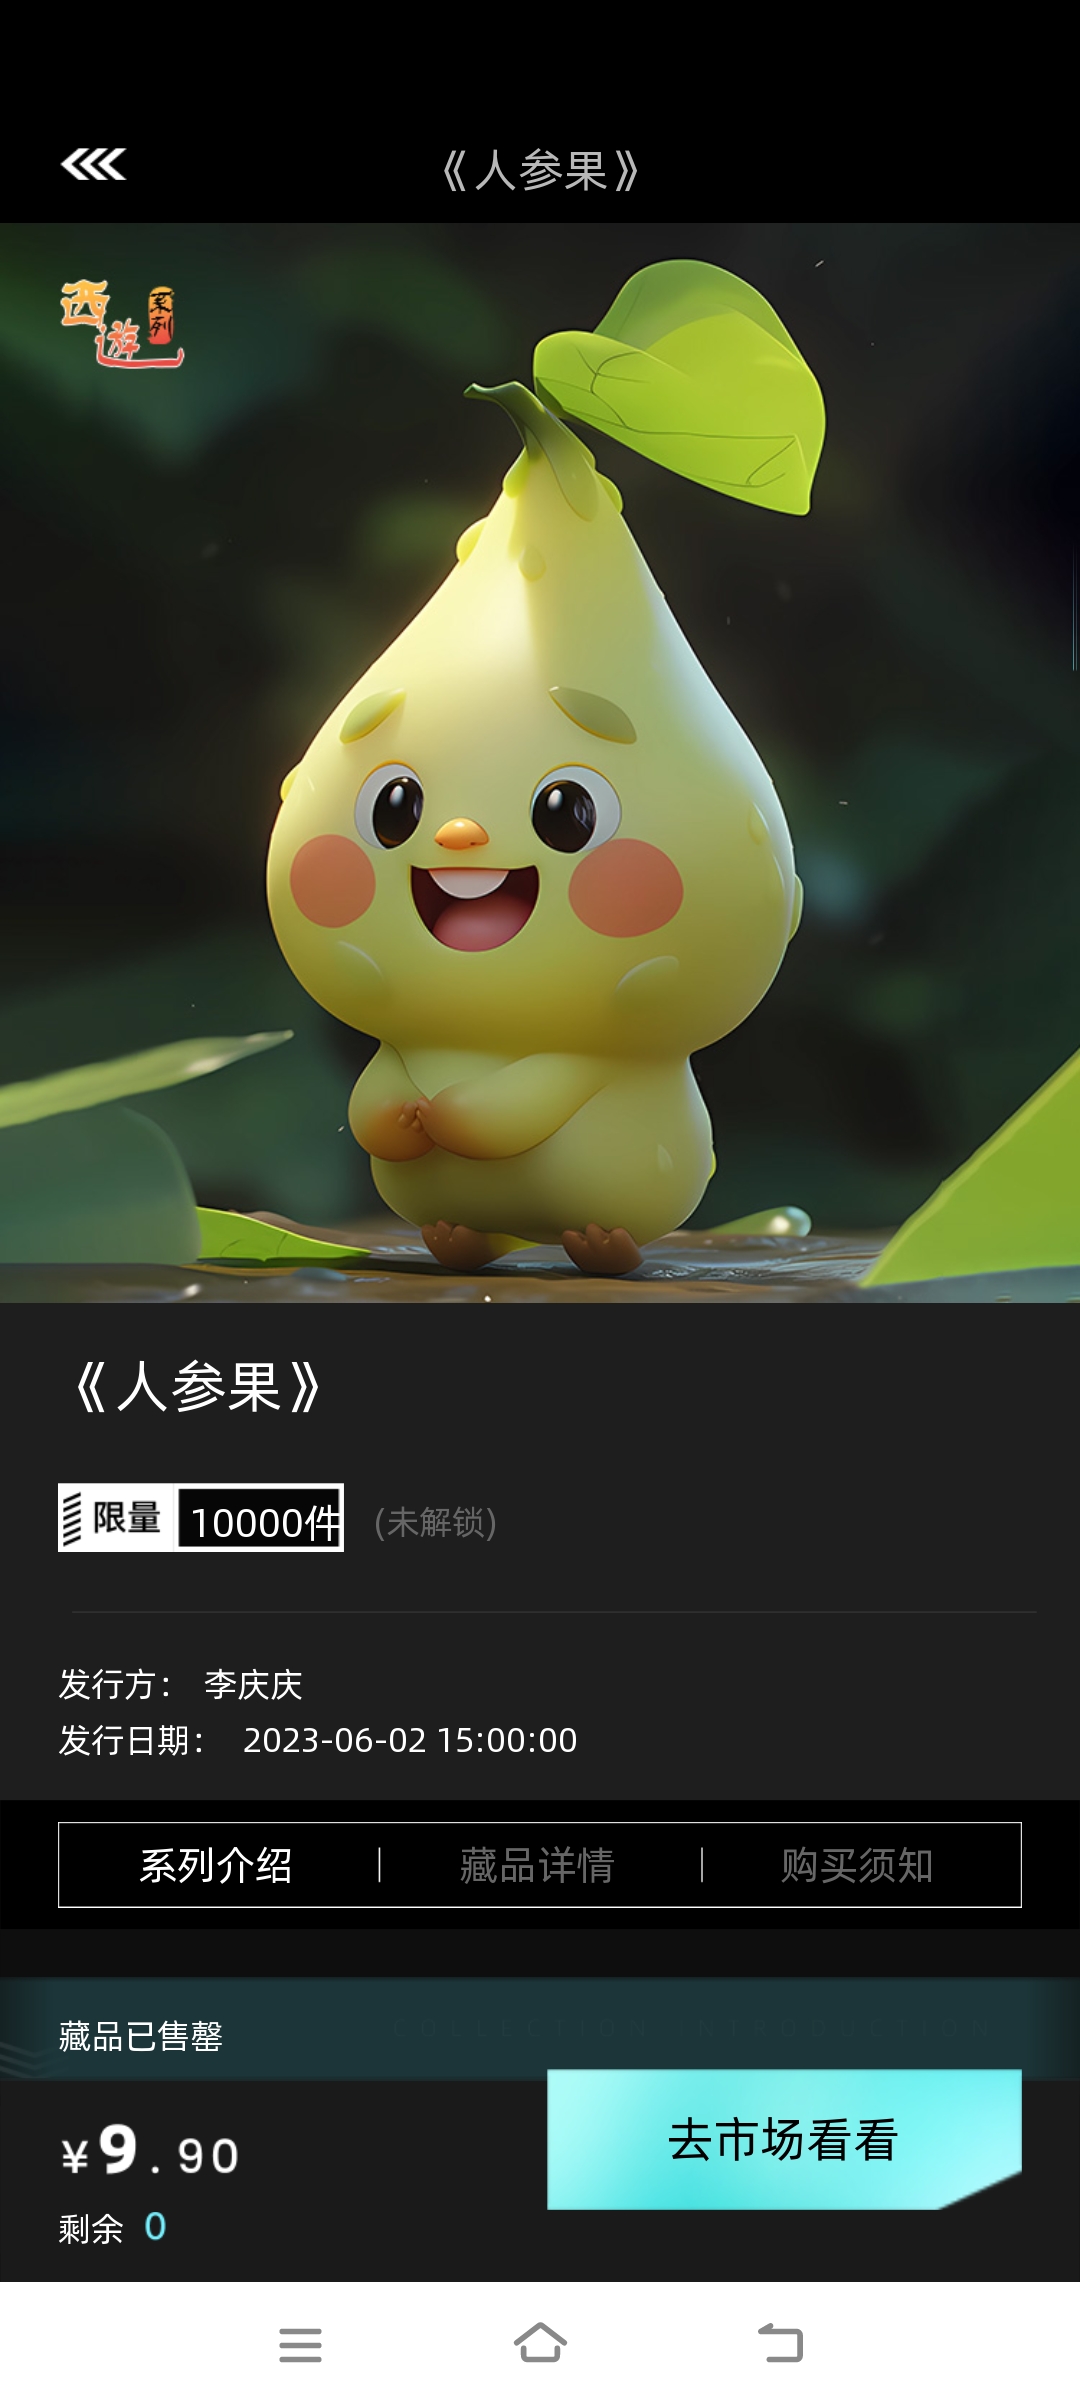 《人参果》
西游
系列
《人参果》
限量 10000件 (未解锁)
发行方： 李庆庆
发行日期： 2023-06-02 15:00:00
系列介绍 | 藏品详情 | 购买须知
藏品已售罄
¥9.90
去市场看看
剩余 0